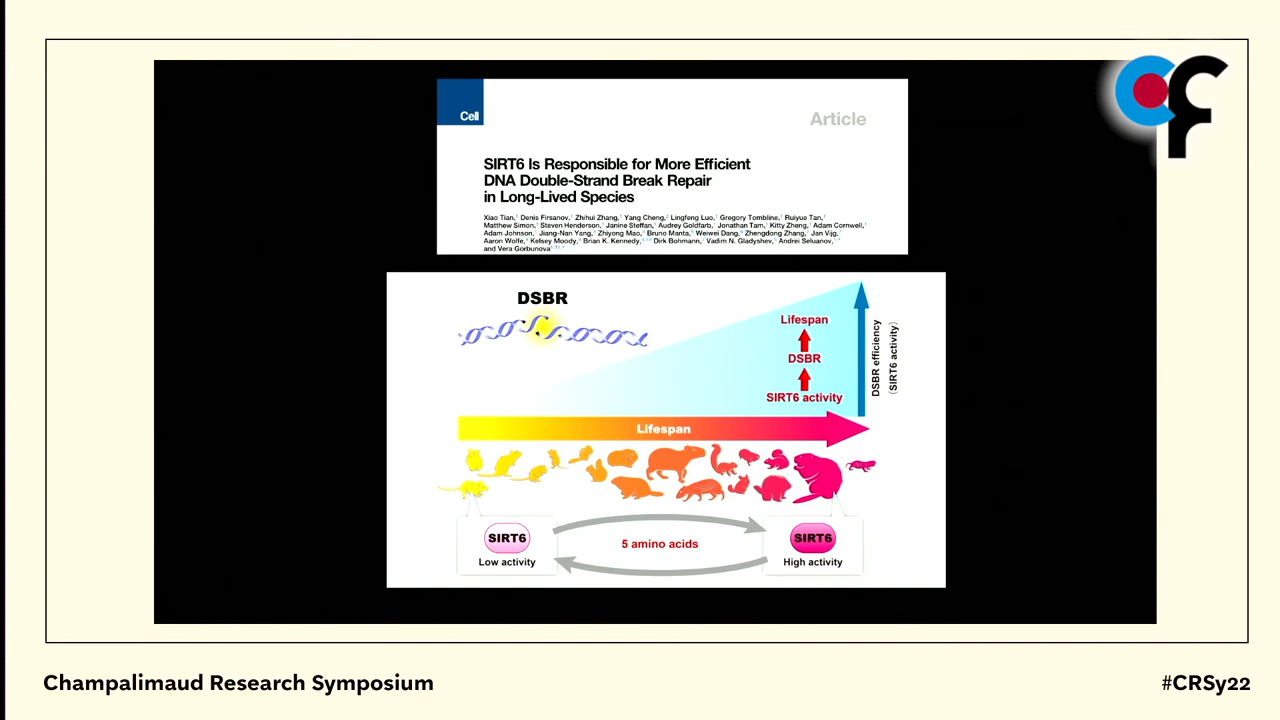 Cell
Article
SIRT6 Is Responsible for More Efficient
DNA Double-Strand Break Repair
in Long-Lived Species
Xiao Tian, Denis Firsanov, Zhihui Zhang, Yang Cheng, Lingfeng Luo, Gregory Tombline, Ruiyue Tan,
Matthew Simon, Steven Henderson, Janine Steffan, Audrey Goldfarb, Jonathan Tam, Kitty Zheng, Adam Cornwell,
Adam Johnson, Jiang-Nan Yang, Zhiyong Mao, Bruno Manta, Weiwei Dang, Zhengdong Zhang, Jan Vijg,
Aaron Wolfe, Kelsey Moody, Brian K. Kennedy, Dirk Bohmann, Vadim N. Gladyshev, Andrei Seluanov,
and Vera Gorbunova
DSBR
Lifespan
DSBR
SIRT6 activity
DSBR efficiency
(SIRT6 activity)
Lifespan
SIRT6
Low activity
5 amino acids
SIRT6
High activity
Champalimaud Research Symposium
#CRSy22